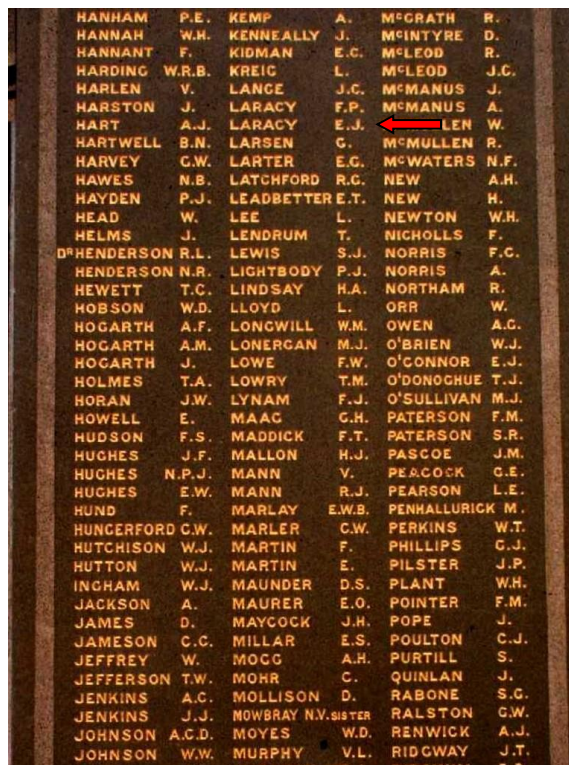 HANHAM P.E.
HANNAH W.H.
HANNANT F.
HARDING W.R.B.
HARLEN V.
HARSTON J.
HART A.J.
HARTWELL B.N.
HARVEY G.W.
HAWES N.B.
HAYDEN P.J.
HEAD W.
HELMS J.
DR HENDERSON R.L.
HENDERSON N.R.
HEWETT T.C.
HOBSON W.D.
HOGARTH A.F.
HOGARTH A.M.
HOGARTH J.
HOLMES T.A.
HORAN J.W.
HOWELL E.
HUDSON F.S.
HUGHES J.F.
HUGHES N.P.J.
HUGHES E.W.
HUND F.
HUNGERFORD G.W.
HUTCHISON W.J.
HUTTON W.J.
INGHAM W.J.
JACKSON A.
JAMES D.
JAMESON C.C.
JEFFREY W.
JEFFERSON T.W.
JENKINS A.C.
JENKINS J.J.
JOHNSON A.G.D.
JOHNSON W.W.
KEMP A.
KENNEALLY J.
KIDMAN E.C.
KREIG L.
LANGE J.C.
LARACY F.P.
LARACY E.J.
LARSEN G.
LARTER E.G.
LATCHFORD R.G.
LEADBETTER E.T.
LEE L.
LENDRUM T.
LEWIS S.J.
LIGHTBODY P.J.
LINDSAY H.A.
LLOYD L.
LONGWILL W.M.
LONERGAN M.J.
LOWE F.W.
LOWRY T.M.
LYNAM F.J.
MAAG G.H.
MADDICK F.T.
MALLON H.J.
MANN V.
MANN R.J.
MARLAY E.W.B.
MARLER C.W.
MARTIN F.
MARTIN E.
MAUNDER D.S.
MAURER E.O.
MAYCOCK J.H.
MILLAR E.S.
MOGG A.H.
MOHR C.
MOLLISON D.
MOWBRAY N.V. SISTER
MOYES W.D.
MURPHY V.L.
McGRATH R.
McINTYRE D.
McLEOD R.
McLEOD J.C.
McMANUS J.
McMANUS A.
W.
McMULLEN R.
McWATERS N.F.
NEW A.H.
NEW H.
NEWTON W.H.
NICHOLLS F.
NORRIS F.C.
NORRIS A.
NORTHAM R.
ORR W.
OWEN A.G.
O'BRIEN W.J.
O'CONNOR E.J.
O'DONOGHUE T.J.
O'SULLIVAN M.J.
PATERSON F.M.
PATERSON S.R.
PASCOE J.M.
PEACOCK G.E.
PEARSON L.E.
PENHALLURICK M.
PERKINS W.T.
PHILLIPS G.J.
PILSTER J.P.
PLANT W.H.
POINTER F.M.
POPE J.
POULTON C.J.
PURTILL S.
QUINLAN J.
RABONE S.G.
RALSTON G.W.
RENWICK A.J.
RIDGWAY J.T.